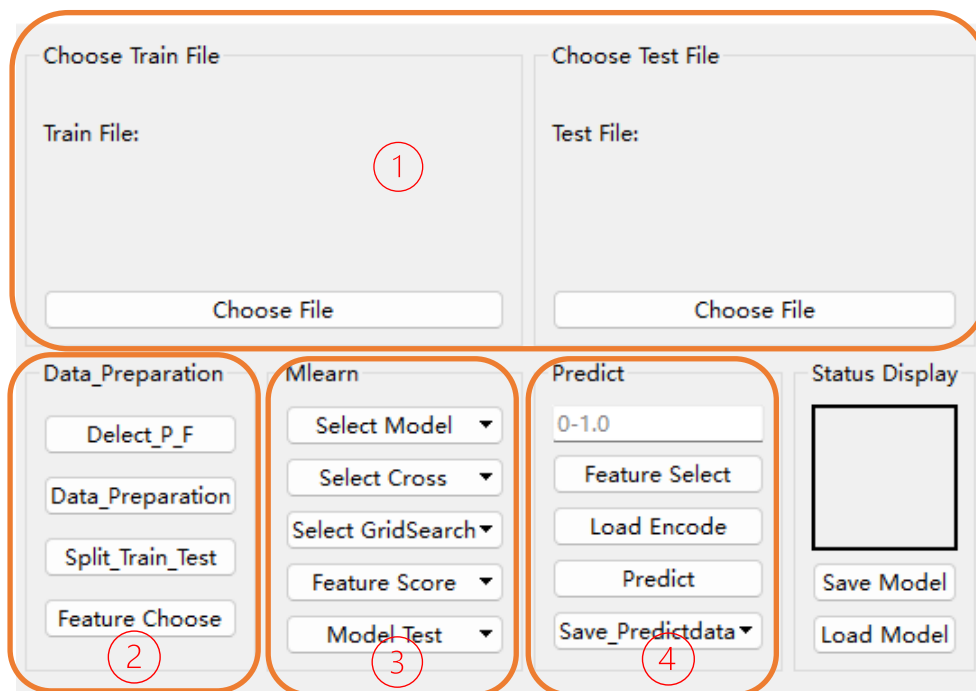 Choose Train File
Choose Test File
Train File:
Test File:
1
Choose File
Choose File
Data_Preparation
Delect_P_F
Data_Preparation
Split_Train_Test
Feature Choose
2
Mlearn
Select Model
Select Cross
Select GridSearch
Feature Score
Model Test
3
Predict
0-1.0
Feature Select
Load Encode
Predict
Save_Predictdata
4
Status Display
Save Model
Load Model